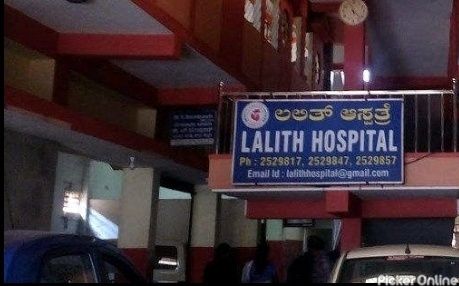 ಲಲಿತ್ ಆಸ್ಪತ್ರೆ
LALITH HOSPITAL
Ph : 2529817, 2529847, 2529857
Email Id : lalithhospital@gmail.com
Picker Online